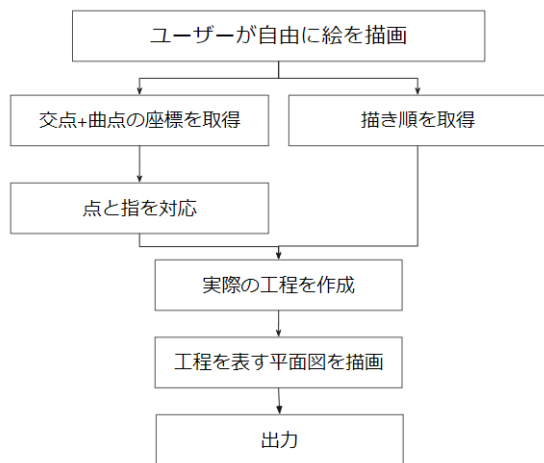 ユーザーが自由に絵を描画
交点+曲点の座標を取得
描き順を取得
点と指を対応
実際の工程を作成
工程を表す平面図を描画
出力